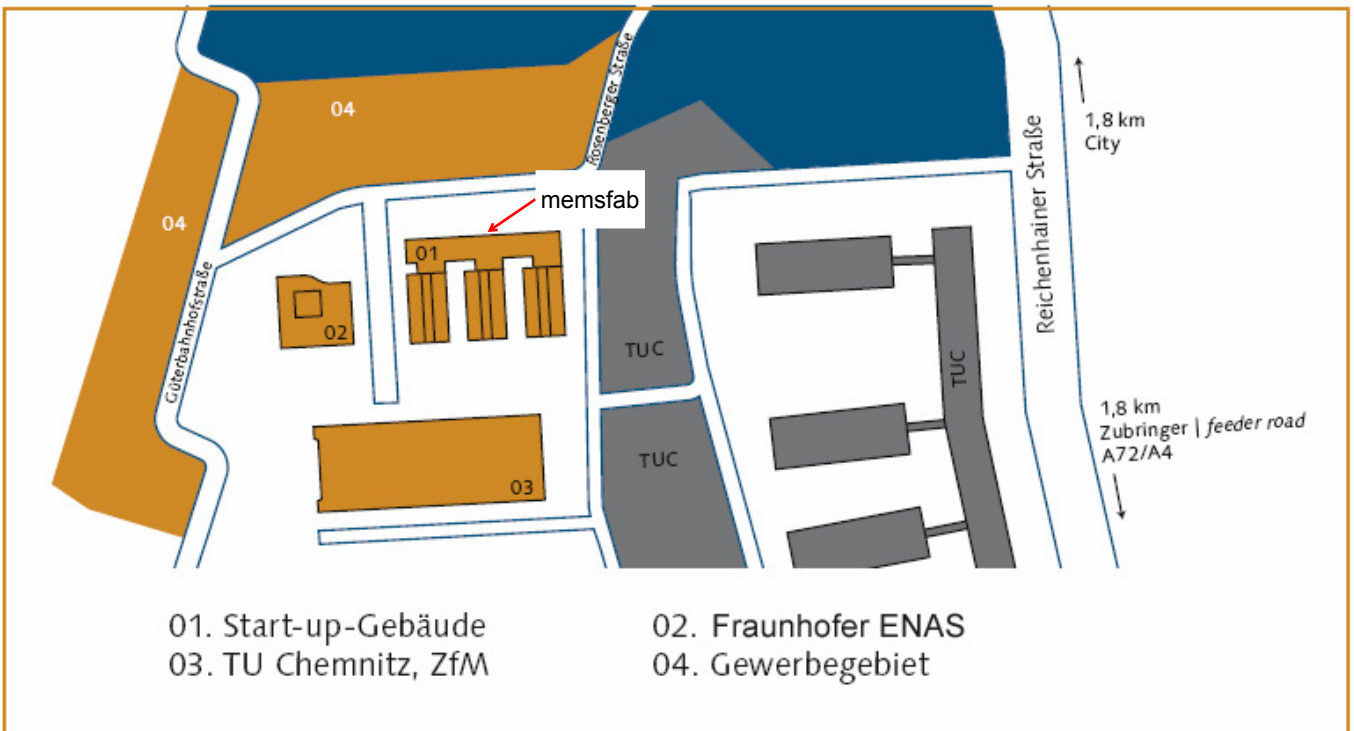 04
Rosenberger Straße
1,8 km
City
Reichenhainer Straße
memsfab
04
01
Güterbahnhofstraße
02
TUC
TUC
1,8 km
Zubringer | feeder road
A72/A4
TUC
03
01. Start-up-Gebäude
02. Fraunhofer ENAS
03. TU Chemnitz, ZfM
04. Gewerbegebiet